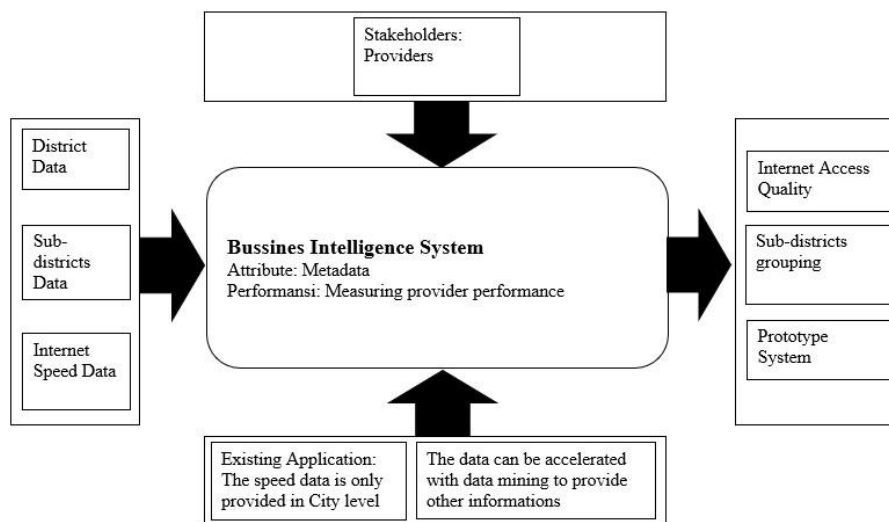 Stakeholders:
Providers
District
Data
Sub-
districts
Data
Internet
Speed Data
Bussines Intelligence System
Attribute: Metadata
Performansi: Measuring provider performance
Internet Access
Quality
Sub-districts
grouping
Prototype
System
Existing Application:
The speed data is only
provided in City level
The data can be accelerated
with data mining to provide
other informations